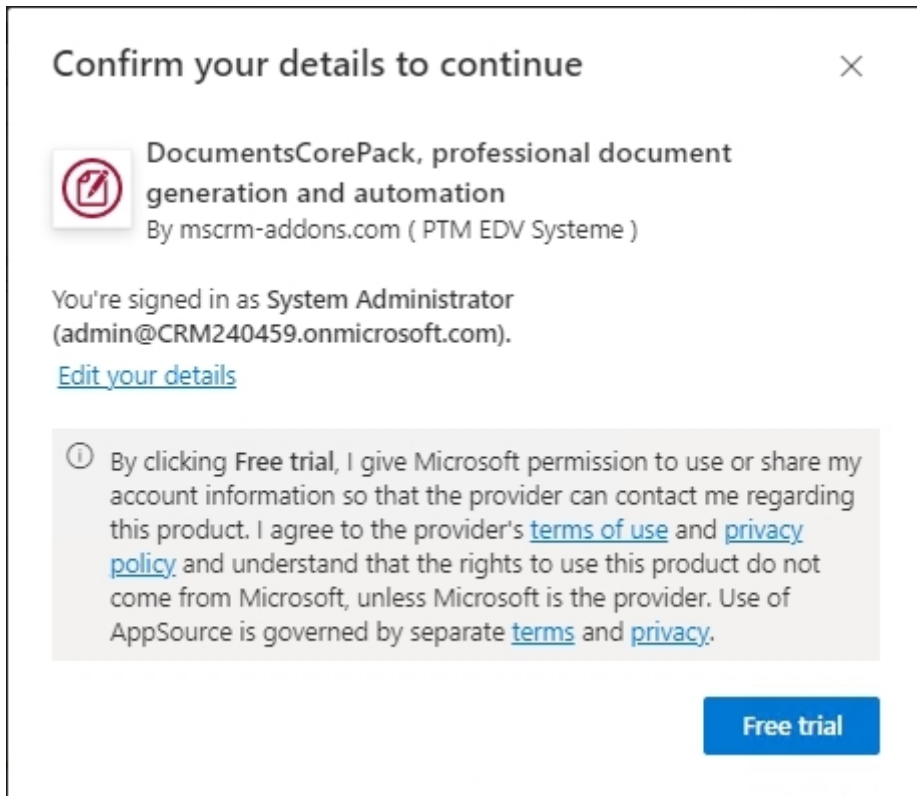 Confirm your details to continue
DocumentsCorePack, professional document
generation and automation
By mscrm-addons.com ( PTM EDV Systeme )
You're signed in as System Administrator
(admin@CRM240459.onmicrosoft.com).
Edit your details
By clicking Free trial, I give Microsoft permission to use or share my
account information so that the provider can contact me regarding
this product. I agree to the provider's terms of use and privacy
policy and understand that the rights to use this product do not
come from Microsoft, unless Microsoft is the provider. Use of
AppSource is governed by separate terms and privacy.
Free trial